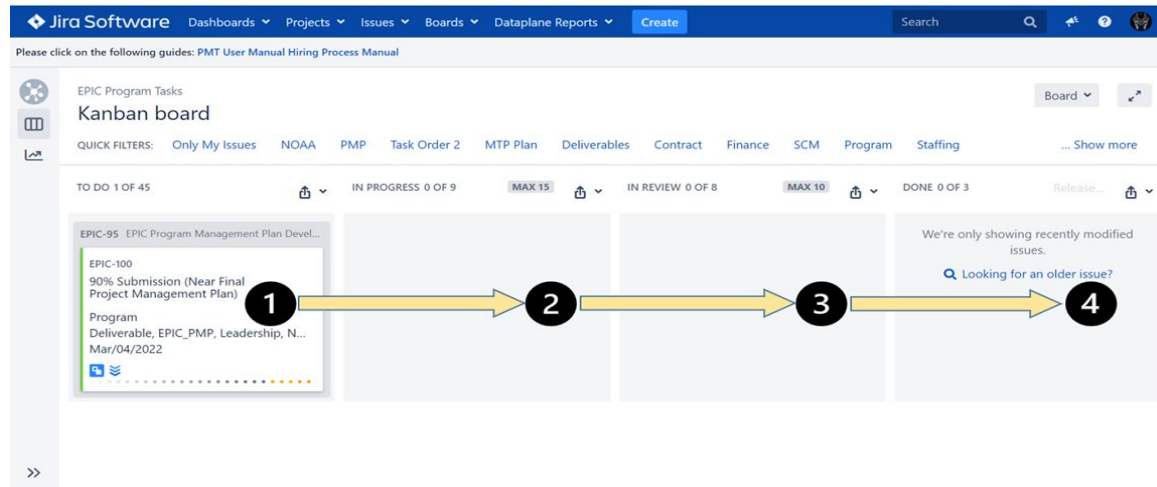 Jira Software Dashboards Projects Issues Boards Dataplane Reports Create Search
Please click on the following guides: PMT User Manual Hiring Process Manual
EPIC Program Tasks
Kanban board
Board
QUICK FILTERS: Only My Issues NOAA PMP Task Order 2 MTP Plan Deliverables Contract Finance SCM Program Staffing ... Show more
TO DO 1 OF 45 IN PROGRESS 0 OF 9 MAX 15 IN REVIEW 0 OF 8 MAX 10 DONE 0 OF 3 Release...
EPIC-95 EPIC Program Management Plan Devel...
EPIC-100
90% Submission (Near Final
Project Management Plan)
Program
Deliverable, EPIC_PMP, Leadership, N...
Mar/04/2022
We're only showing recently modified
issues.
Looking for an older issue?
1 2 3 4